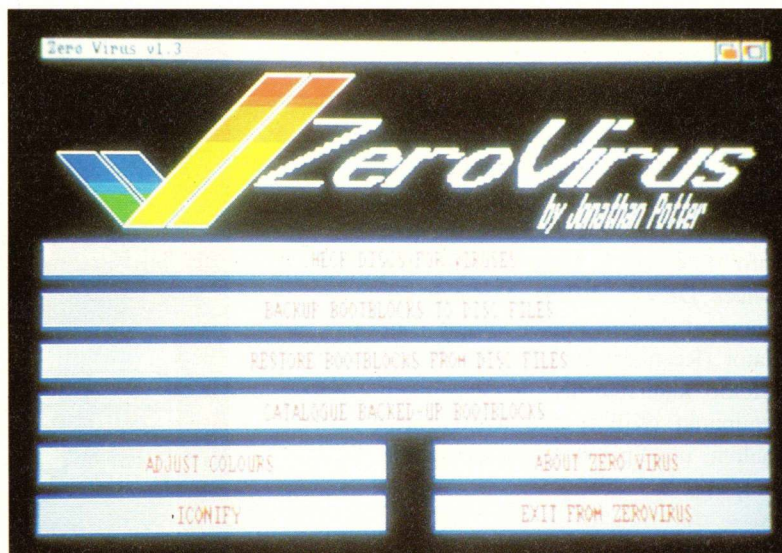 Zero Virus v1.3
ZeroVirus
by Jonathan Potter
CHECK DISCS FOR VIRUSES
BACKUP BOOTBLOCKS TO DISC FILES
RESTORE BOOTBLOCKS FROM DISC FILES
CATALOGUE BACKED-UP BOOTBLOCKS
ADJUST COLOURS
ABOUT ZERO VIRUS
ICONIFY
EXIT FROM ZEROVIRUS